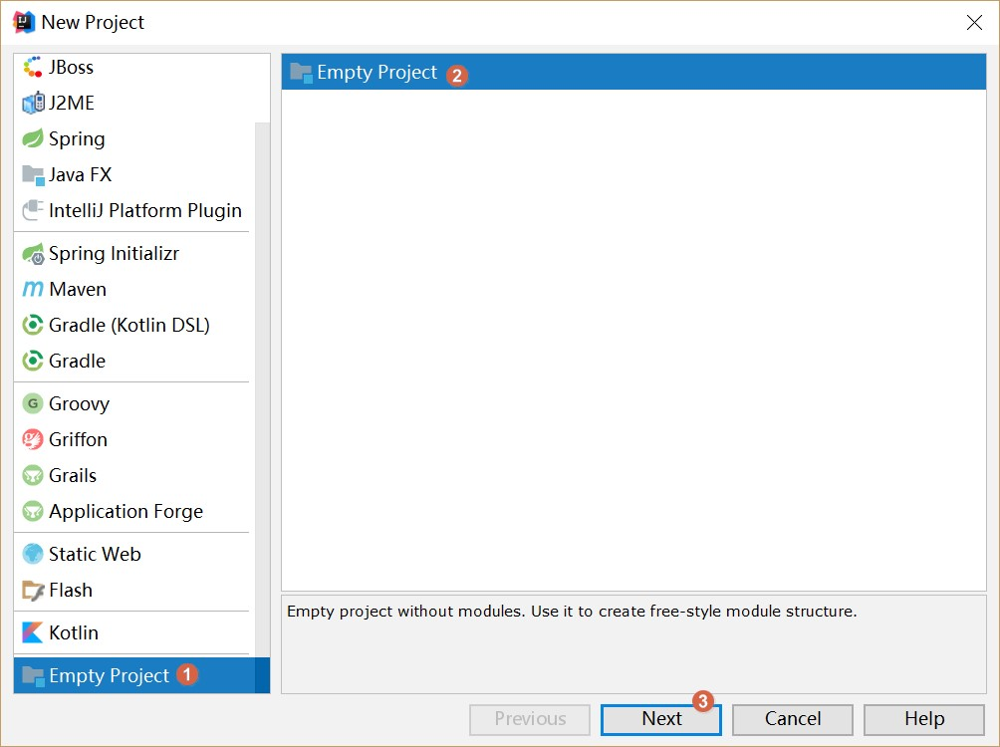 New Project
JBoss
J2ME
Spring
Java FX
IntelliJ Platform Plugin
Spring Initializr
Maven
Gradle (Kotlin DSL)
Gradle
Groovy
Griffon
Grails
Application Forge
Static Web
Flash
Kotlin
Empty Project 1
Empty Project 2
Empty project without modules. Use it to create free-style module structure.
Previous
Next 3
Cancel
Help